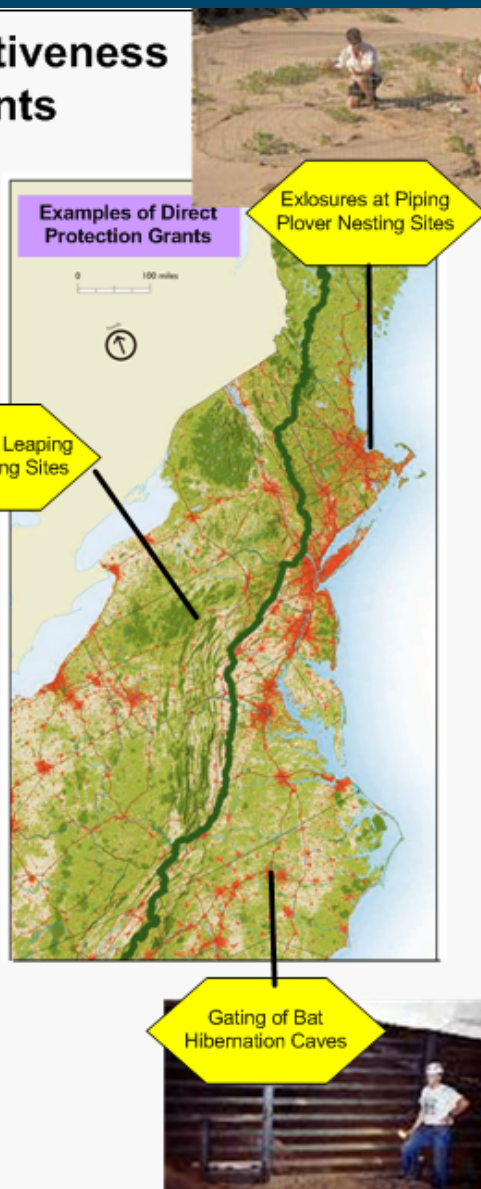 tiveness
nts
Examples of Direct
Protection Grants
0 100 miles
Exlosures at Piping
Plover Nesting Sites
Leaping
ng Sites
Gating of Bat
Hibernation Caves